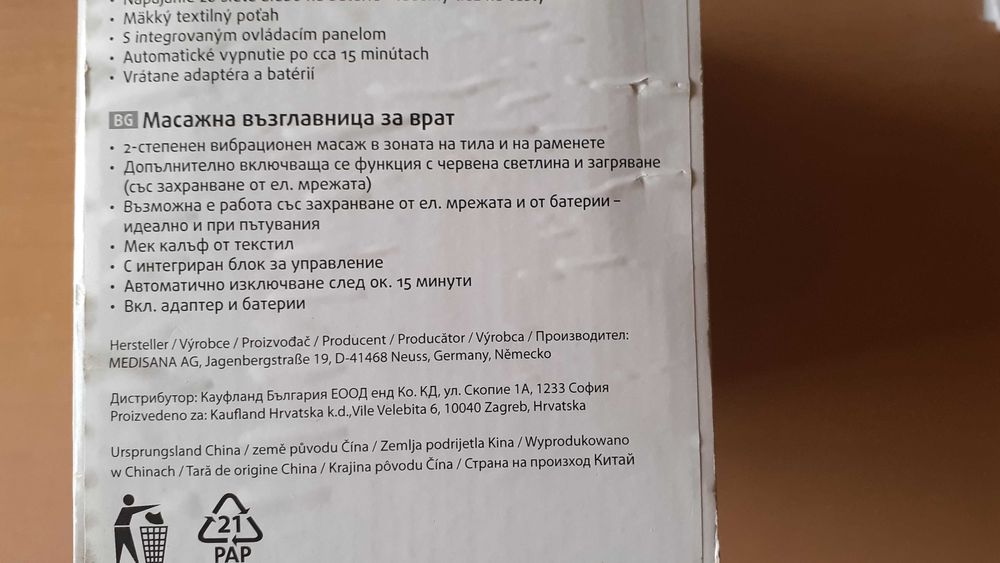 • Mäkký textilný poťah
• S integrovaným ovládacím panelom
• Automatické vypnutie po cca 15 minútach
• Vrátane adaptéra a batérií
BG Масажна възглавница за врат
• 2-степенен вибрационен масаж в зоната на тила и на раменете
• Допълнително включваща се функция с червена светлина и загряване
(със захранване от ел. мрежата)
• Възможна е работа със захранване от ел. мрежата и от батерии –
идеално и при пътувания
• Мек калъф от текстил
• С интегриран блок за управление
• Автоматично изключване след ок. 15 минути
• Вкл. адаптер и батерии
Hersteller / Výrobce / Proizvođač / Producent / Producător / Výrobca / Производител:
MEDISANA AG, Jagenbergstraße 19, D-41468 Neuss, Germany, Německo
Дистрибутор: Кауфланд България ЕООД енд Ко. КД, ул. Скопие 1А, 1233 София
Proizvedeno za: Kaufland Hrvatska k.d.,Vile Velebita 6, 10040 Zagreb, Hrvatska
Ursprungsland China / země původu Čína / Zemlja podrijetla Kina / Wyprodukowano
w Chinach / Tară de origine China / Krajina pôvodu Čína / Страна на произход Китай
21
PAP